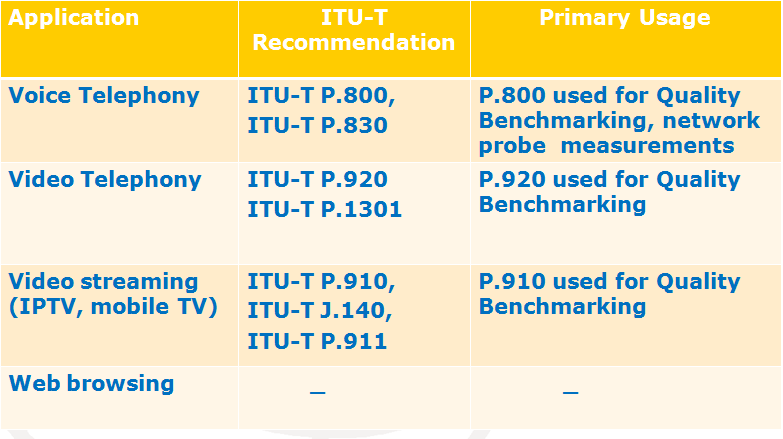 Application
ITU-T
Recommendation
Primary Usage
Voice Telephony
ITU-T P.800,
ITU-T P.830
P.800 used for Quality
Benchmarking, network
probe measurements
Video Telephony
ITU-T P.920
ITU-T P.1301
P.920 used for Quality
Benchmarking
Video streaming
(IPTV, mobile TV)
ITU-T P.910,
ITU-T J.140,
ITU-T P.911
P.910 used for Quality
Benchmarking
Web browsing
_
_